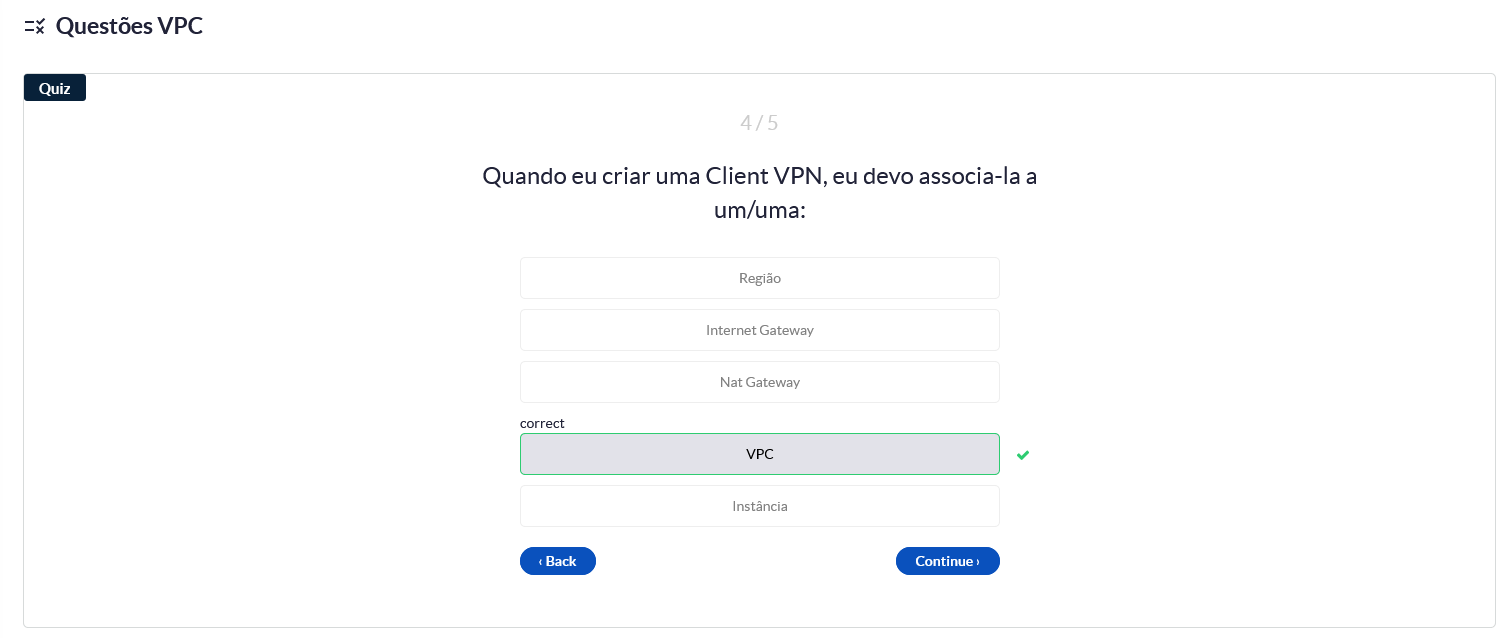 Questões VPC
Quiz
4 / 5
Quando eu criar uma Client VPN, eu devo associa-la a
um/uma:
Região
Internet Gateway
Nat Gateway
correct
VPC
Instância
‹ Back
Continue ›